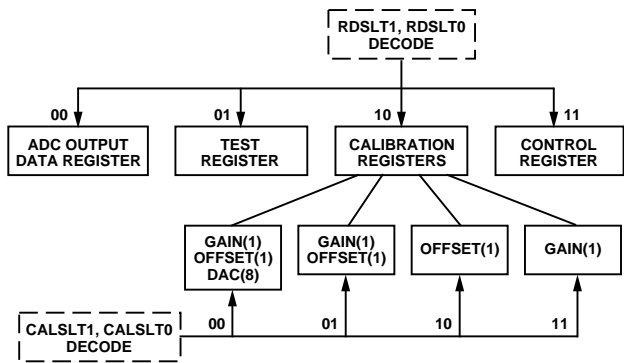 RDSLT1, RDSLT0
DECODE
00
01
10
11
ADC OUTPUT
DATA REGISTER
TEST
REGISTER
CALIBRATION
REGISTERS
CONTROL
REGISTER
GAIN(1)
OFFSET(1)
DAC(8)
GAIN(1)
OFFSET(1)
OFFSET(1)
GAIN(1)
CALSLT1, CALSLT0
DECODE
00
01
10
11